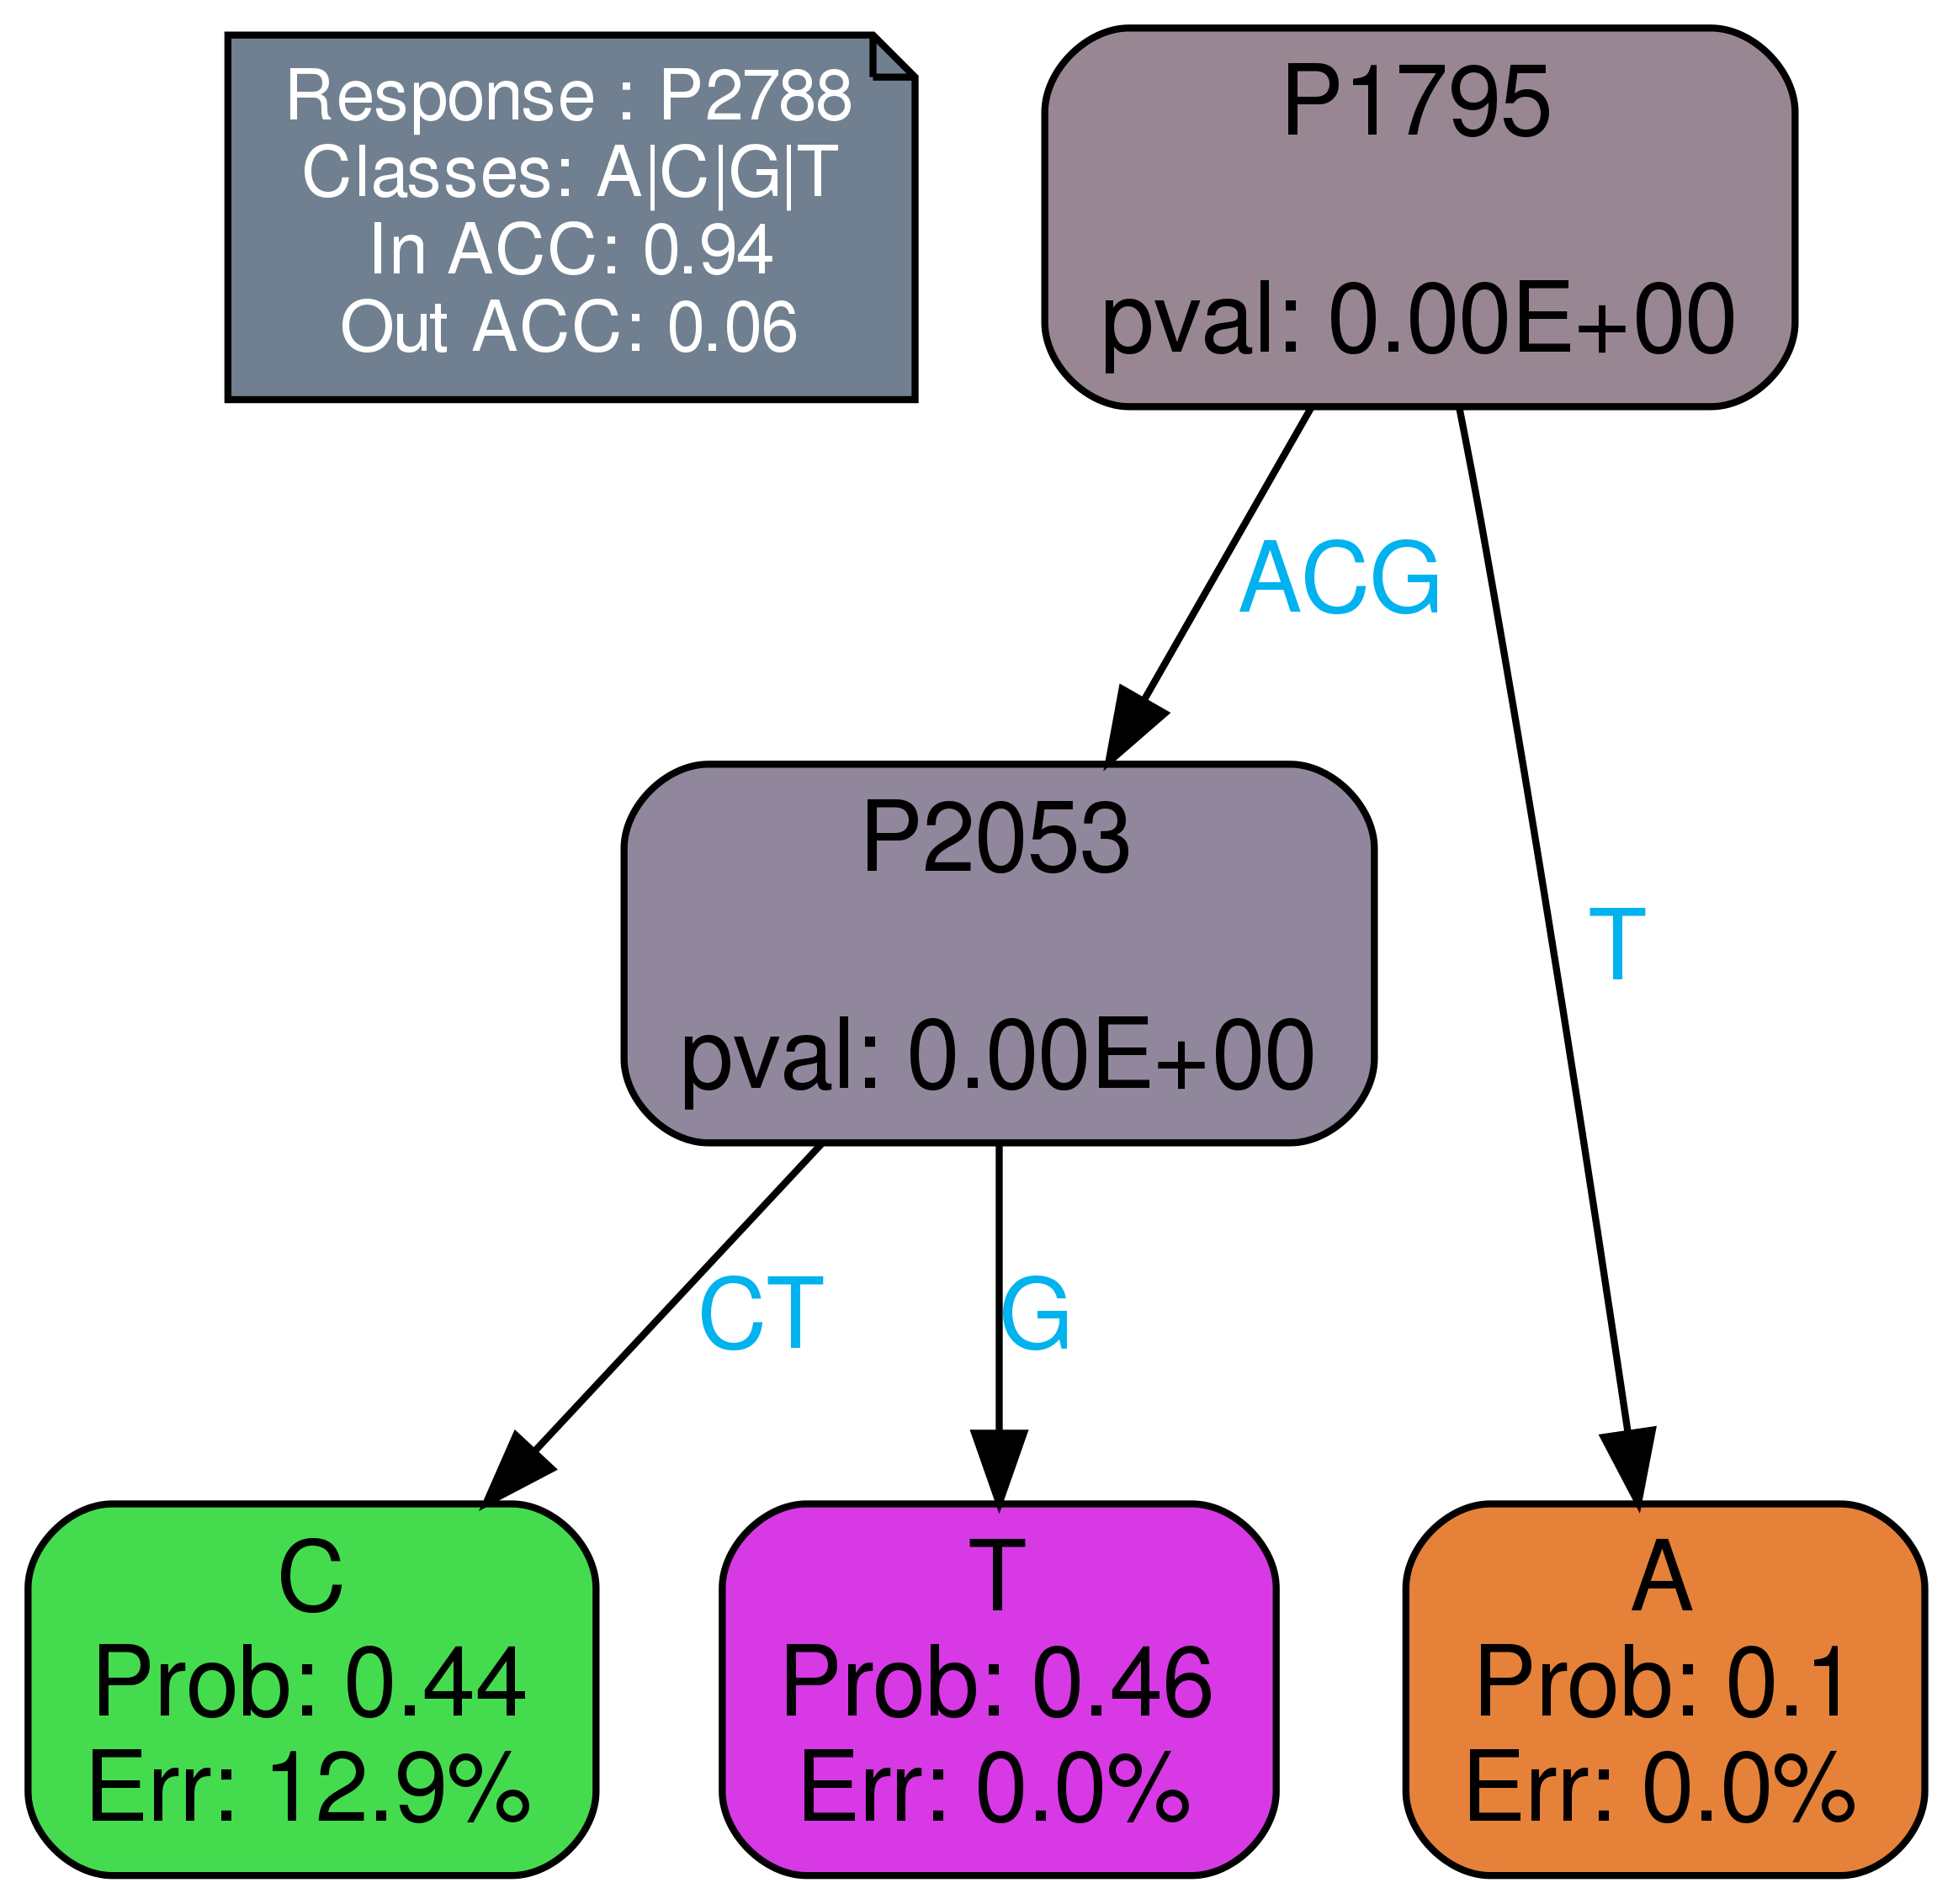 Response : P2788
Classes: A|C|G|T
In ACC: 0.94
Out ACC: 0.06
P1795
pval: 0.00E+00
ACG
T
P2053
pval: 0.00E+00
CT
G
C
Prob: 0.44
Err: 12.9%
T
Prob: 0.46
Err: 0.0%
A
Prob: 0.1
Err: 0.0%